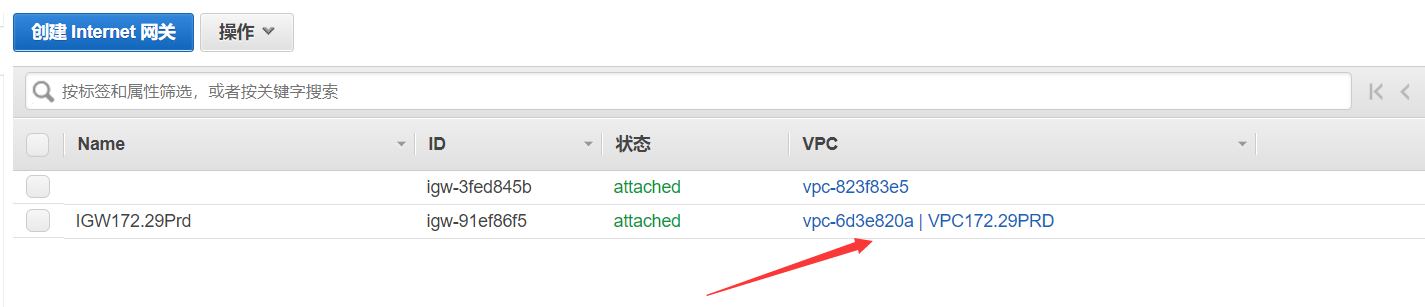 创建 Internet 网关 操作
按标签和属性筛选，或者按关键字搜索
Name ID 状态 VPC
igw-3fed845b attached vpc-823f83e5
IGW172.29Prd igw-91ef86f5 attached vpc-6d3e820a | VPC172.29PRD